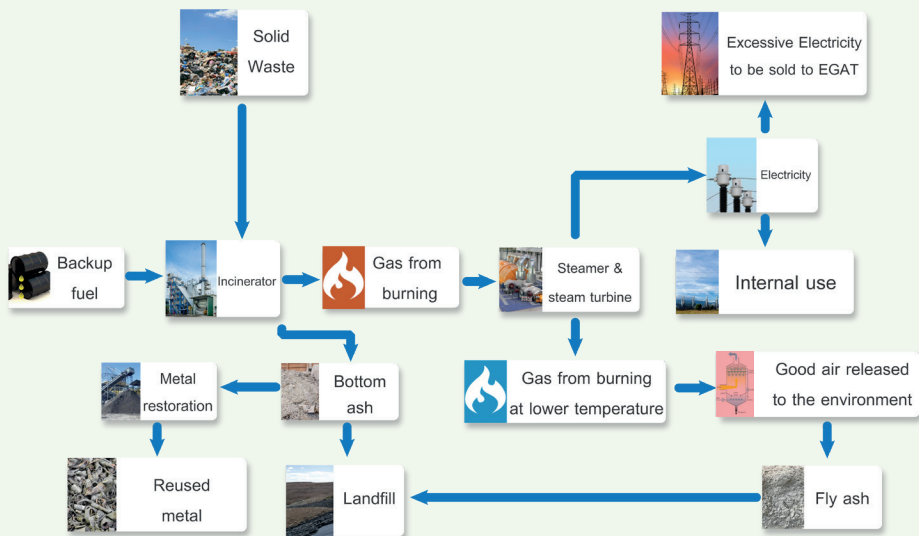 Solid
Waste
Excessive Electricity
to be sold to EGAT
Electricity
Backup
fuel
Incinerator
Gas from
burning
Steamer &
steam turbine
Internal use
Metal
restoration
Bottom
ash
Gas from burning
at lower temperature
Good air released
to the environment
Reused
metal
Landfill
Fly ash